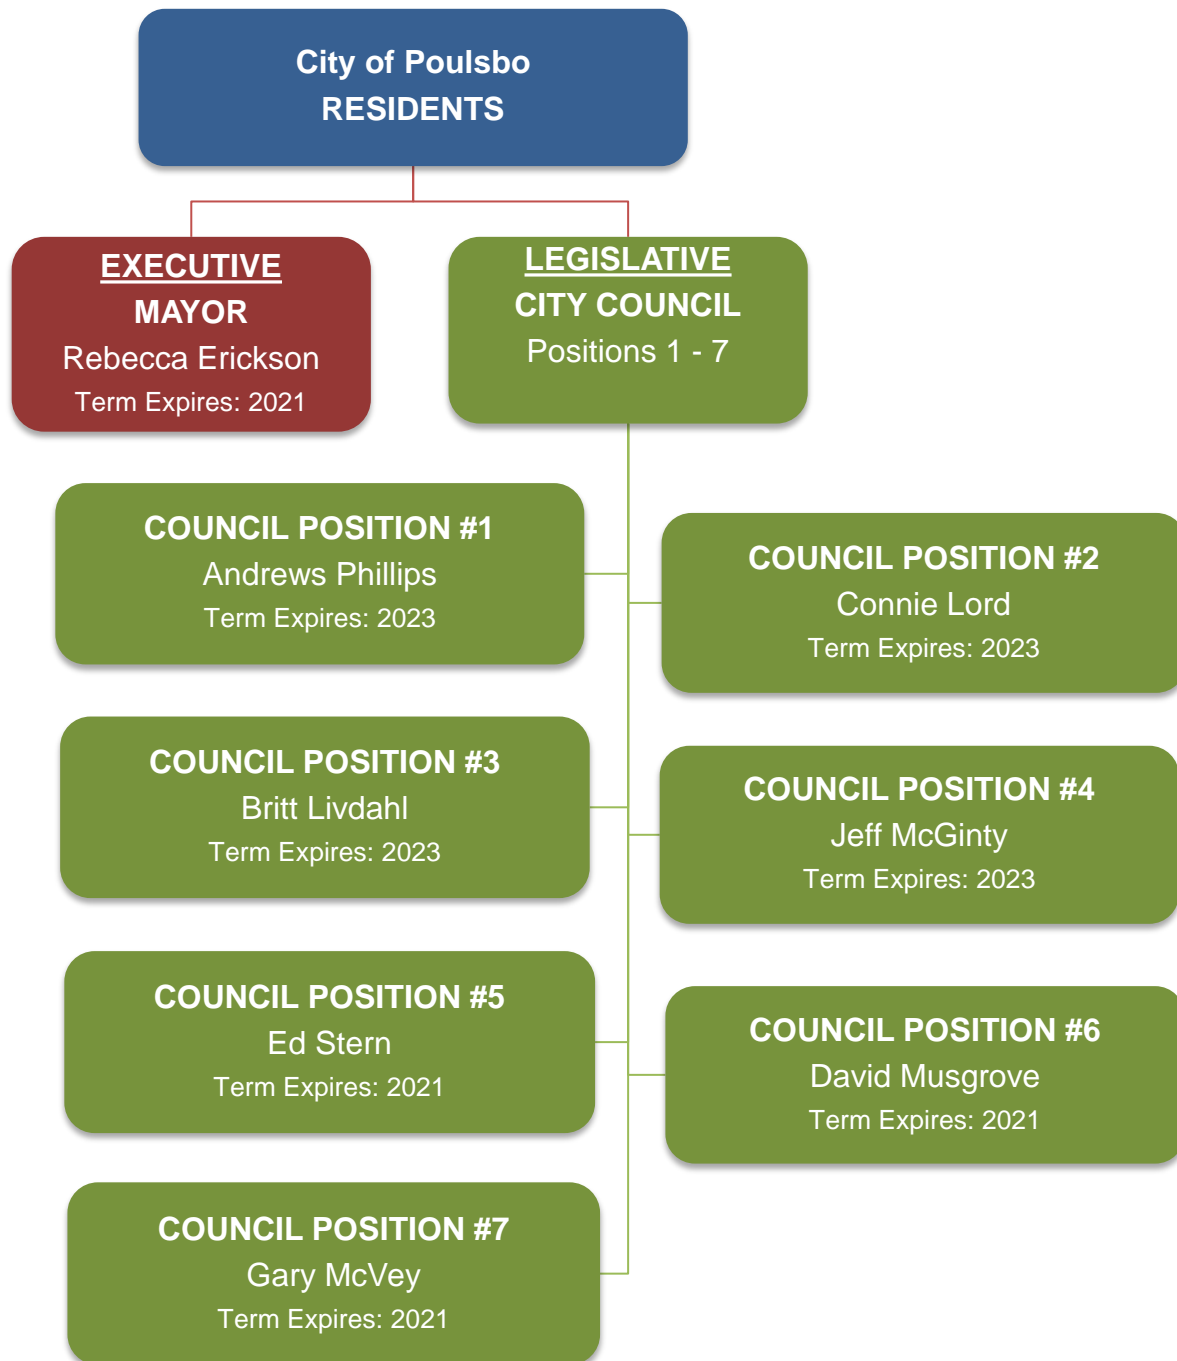 City of Poulsbo
RESIDENTS
EXECUTIVE
MAYOR
Rebecca Erickson
Term Expires: 2021
LEGISLATIVE
CITY COUNCIL
Positions 1 - 7
COUNCIL POSITION #1
Andrews Phillips
Term Expires: 2023
COUNCIL POSITION #2
Connie Lord
Term Expires: 2023
COUNCIL POSITION #3
Britt Livdahl
Term Expires: 2023
COUNCIL POSITION #4
Jeff McGinty
Term Expires: 2023
COUNCIL POSITION #5
Ed Stern
Term Expires: 2021
COUNCIL POSITION #6
David Musgrove
Term Expires: 2021
COUNCIL POSITION #7
Gary McVey
Term Expires: 2021